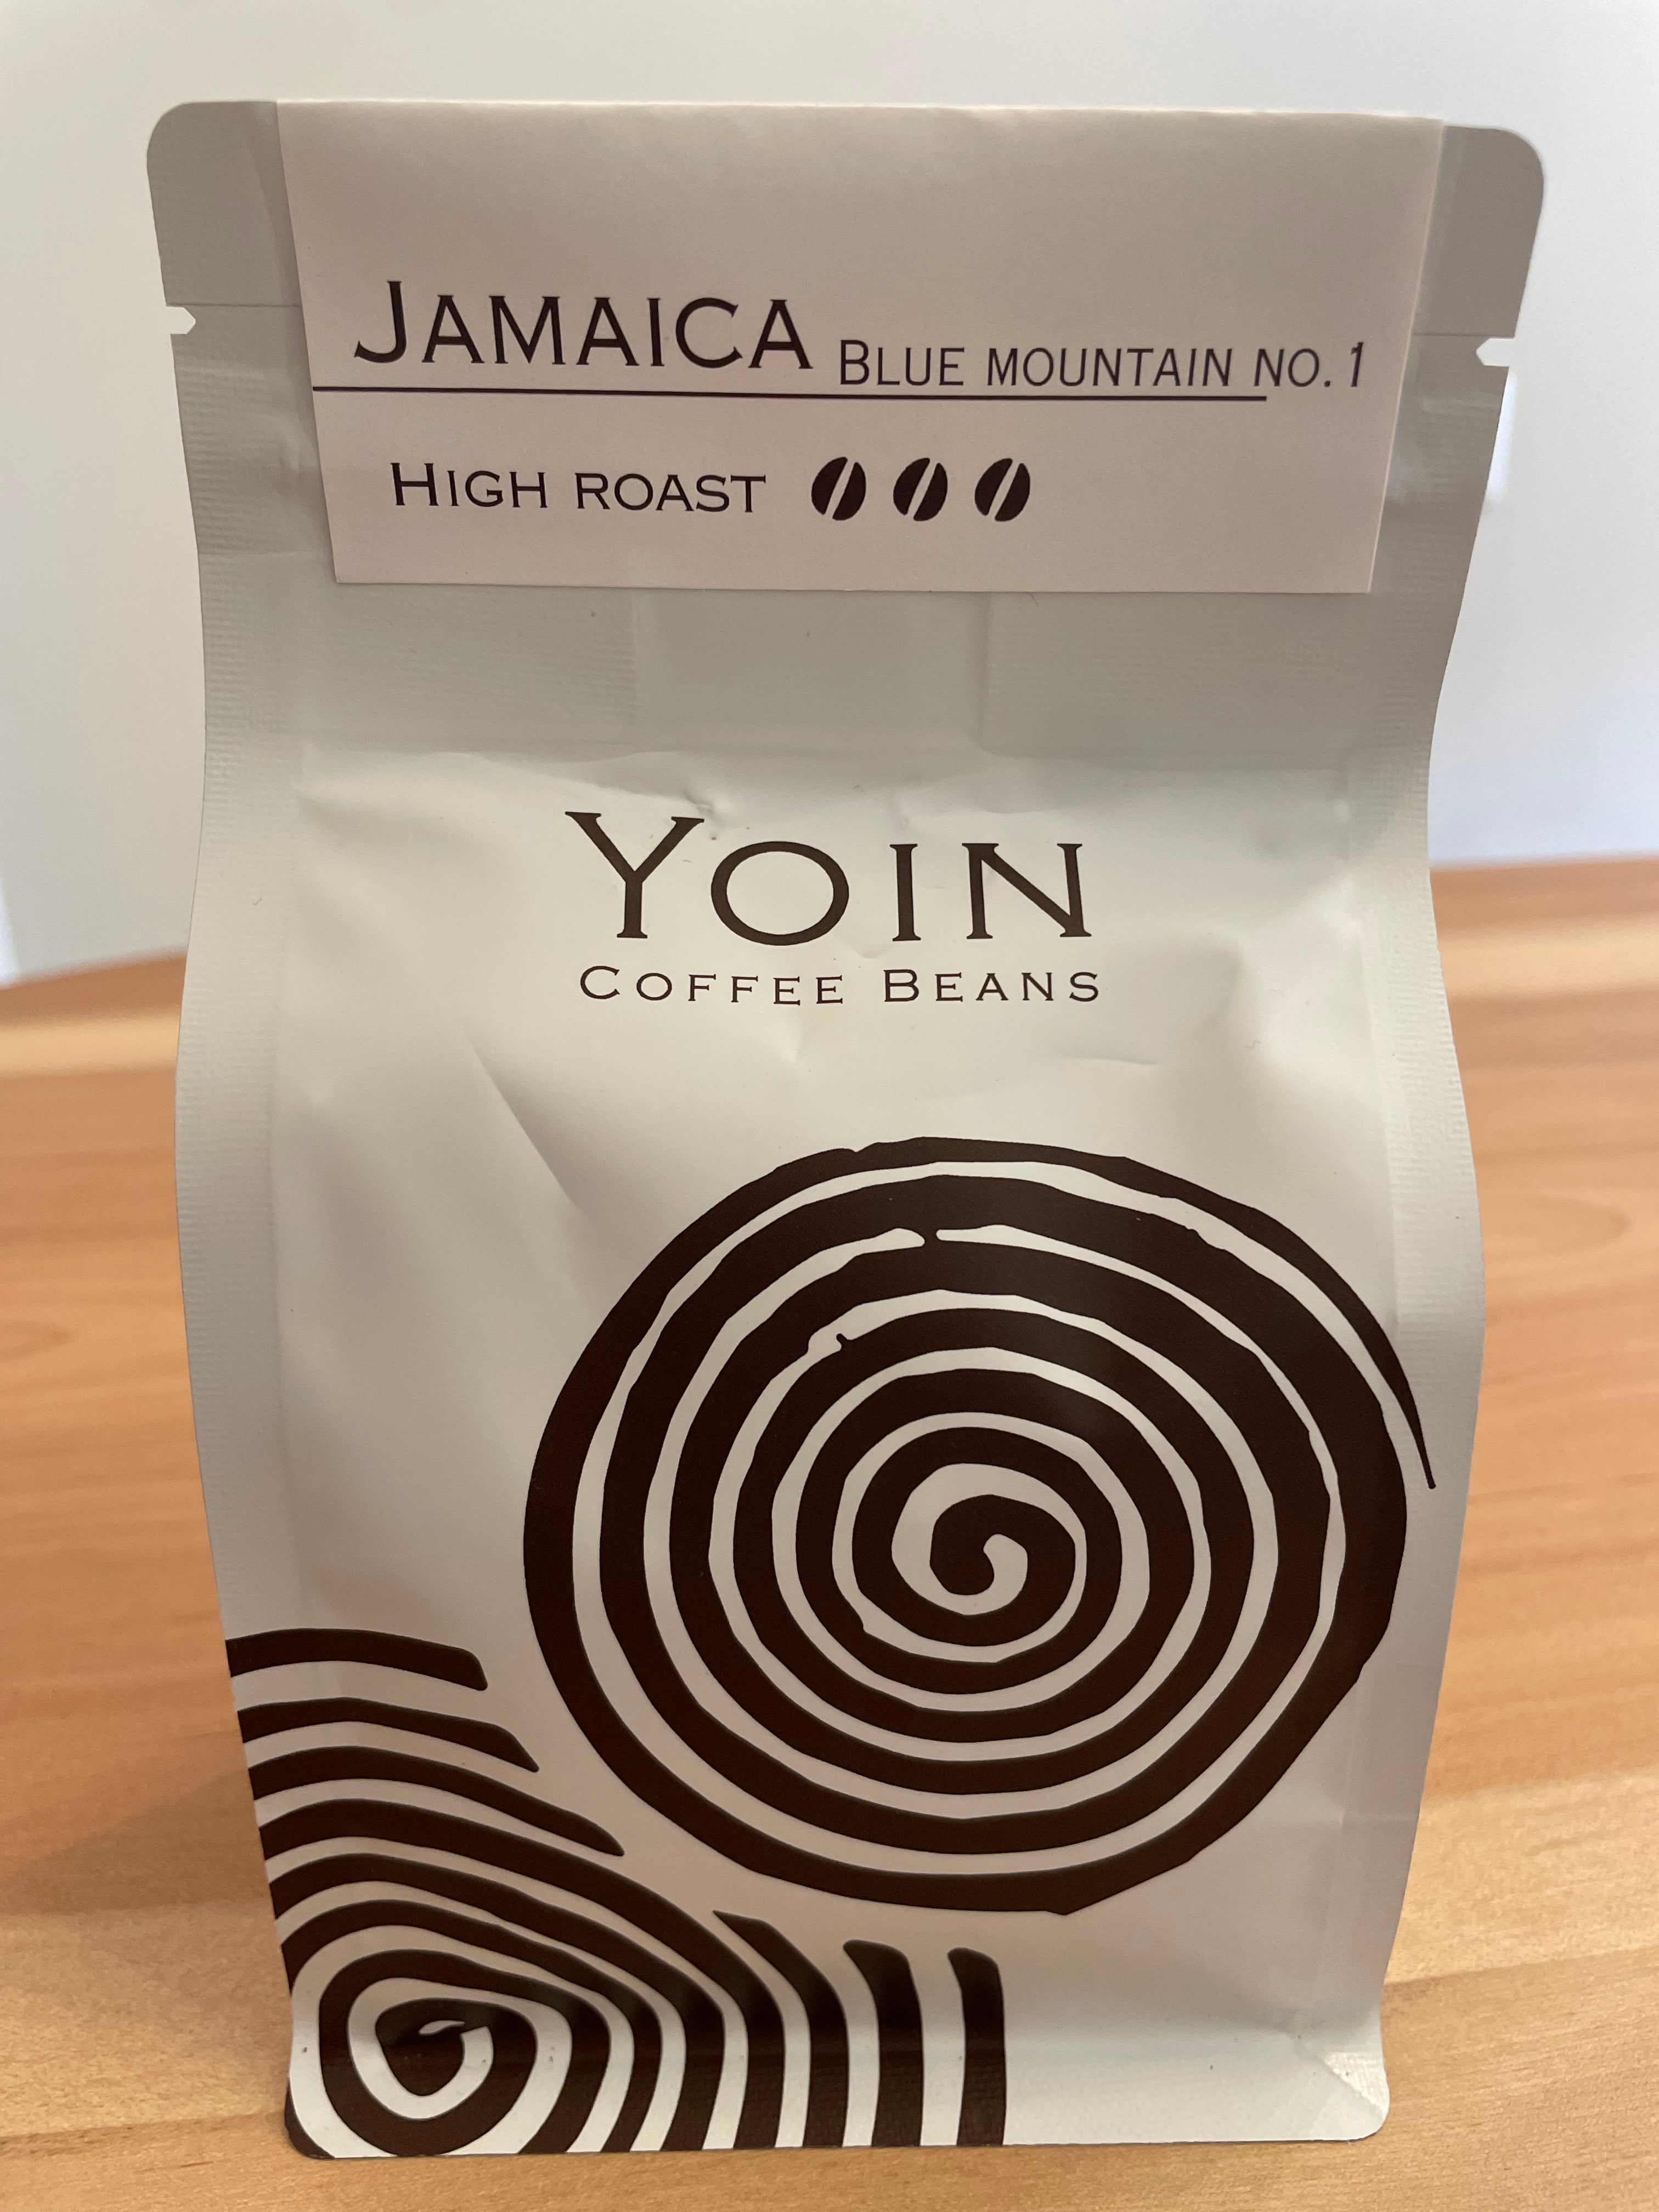 JAMAICA BLUE MOUNTAIN NO. 1
HIGH ROAST
YOIN
COFFEE BEANS